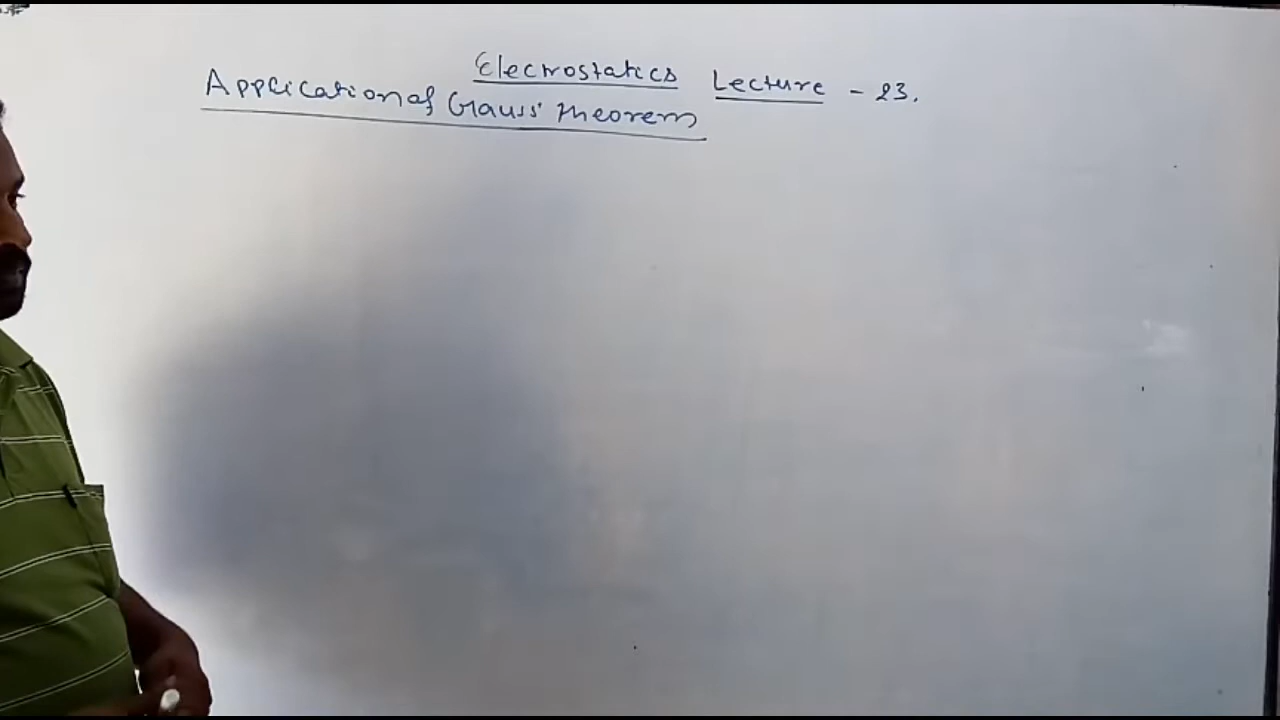 Electrostatics Lecture - 23.
Application of Gauss' Theorem